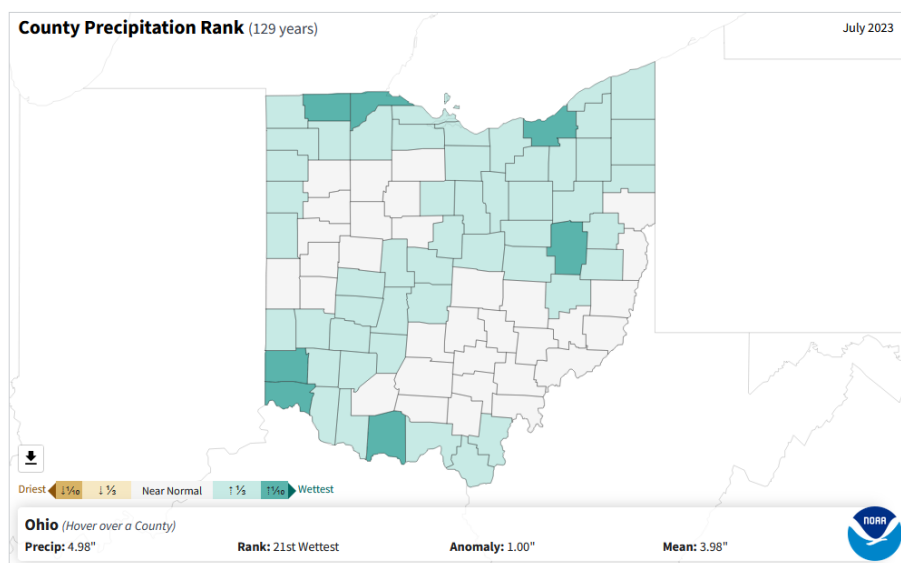 County Precipitation Rank (129 years)
July 2023
Driest ↓⅒ ↓⅓ Near Normal ↑⅓ ↑⅒ Wettest
Ohio (Hover over a County)
Precip: 4.98" Rank: 21st Wettest Anomaly: 1.00" Mean: 3.98"
NOAA